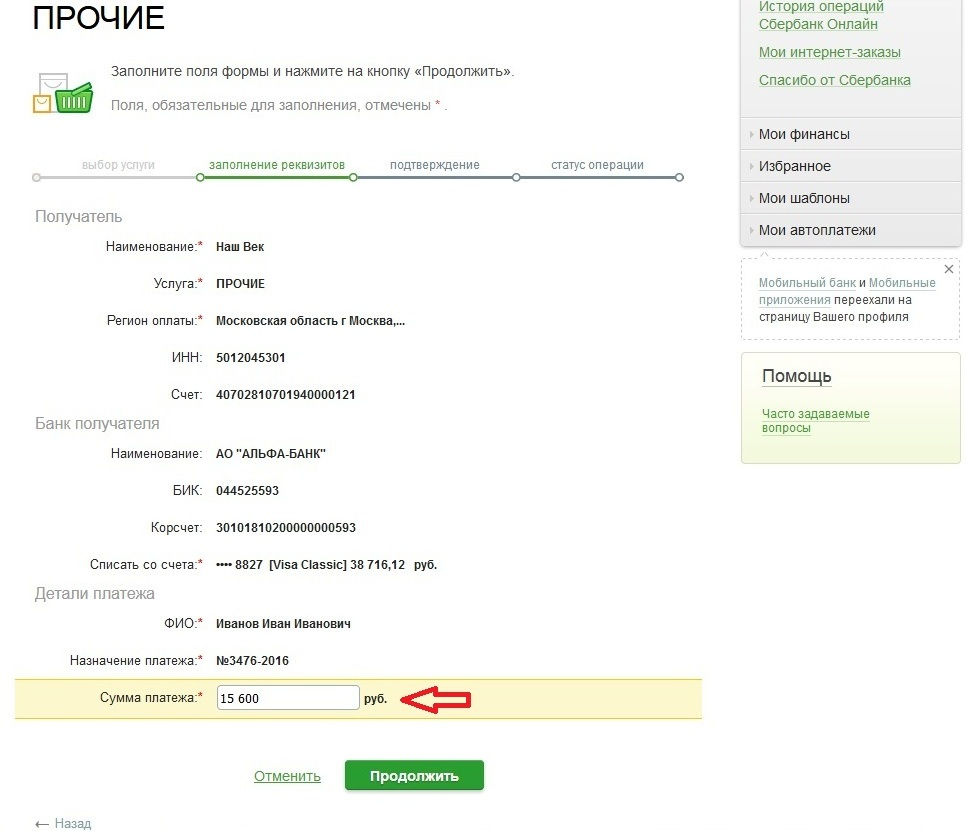 ПРОЧИЕ
Заполните поля формы и нажмите на кнопку «Продолжить».
Поля, обязательные для заполнения, отмечены * .
выбор услуги заполнение реквизитов подтверждение статус операции
Получатель
Наименование:* Наш Век
Услуга:* ПРОЧИЕ
Регион оплаты:* Московская область г Москва,...
ИНН: 5012045301
Счет: 40702810701940000121
Банк получателя
Наименование: АО "АЛЬФА-БАНК"
БИК: 044525593
Корсчет: 30101810200000000593
Списать со счета:* •••• 8827 [Visa Classic] 38 716,12 руб.
Детали платежа
ФИО:* Иванов Иван Иванович
Назначение платежа:* №3476-2016
Сумма платежа:* 15 600 руб.
Отменить Продолжить
← Назад
История операций
Сбербанк Онлайн
Мои интернет-заказы
Спасибо от Сбербанка
Мои финансы
Избранное
Мои шаблоны
Мои автоплатежи
Мобильный банк и Мобильные
приложения переехали на
страницу Вашего профиля
Помощь
Часто задаваемые
вопросы